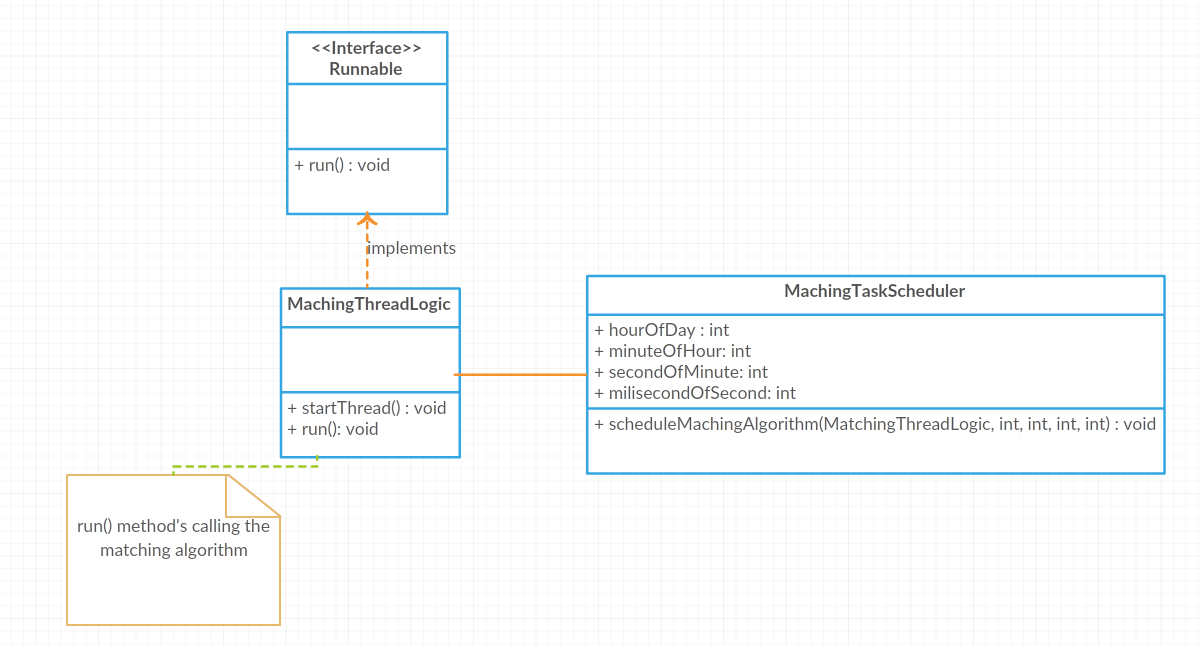 <<Interface>>
Runnable
+ run() : void
implements
MachingThreadLogic
+ startThread() : void
+ run(): void
MachingTaskScheduler
+ hourOfDay : int
+ minuteOfHour: int
+ secondOfMinute: int
+ milisecondOfSecond: int
+ scheduleMachingAlgorithm(MatchingThreadLogic, int, int, int, int) : void
run() method's calling the
matching algorithm